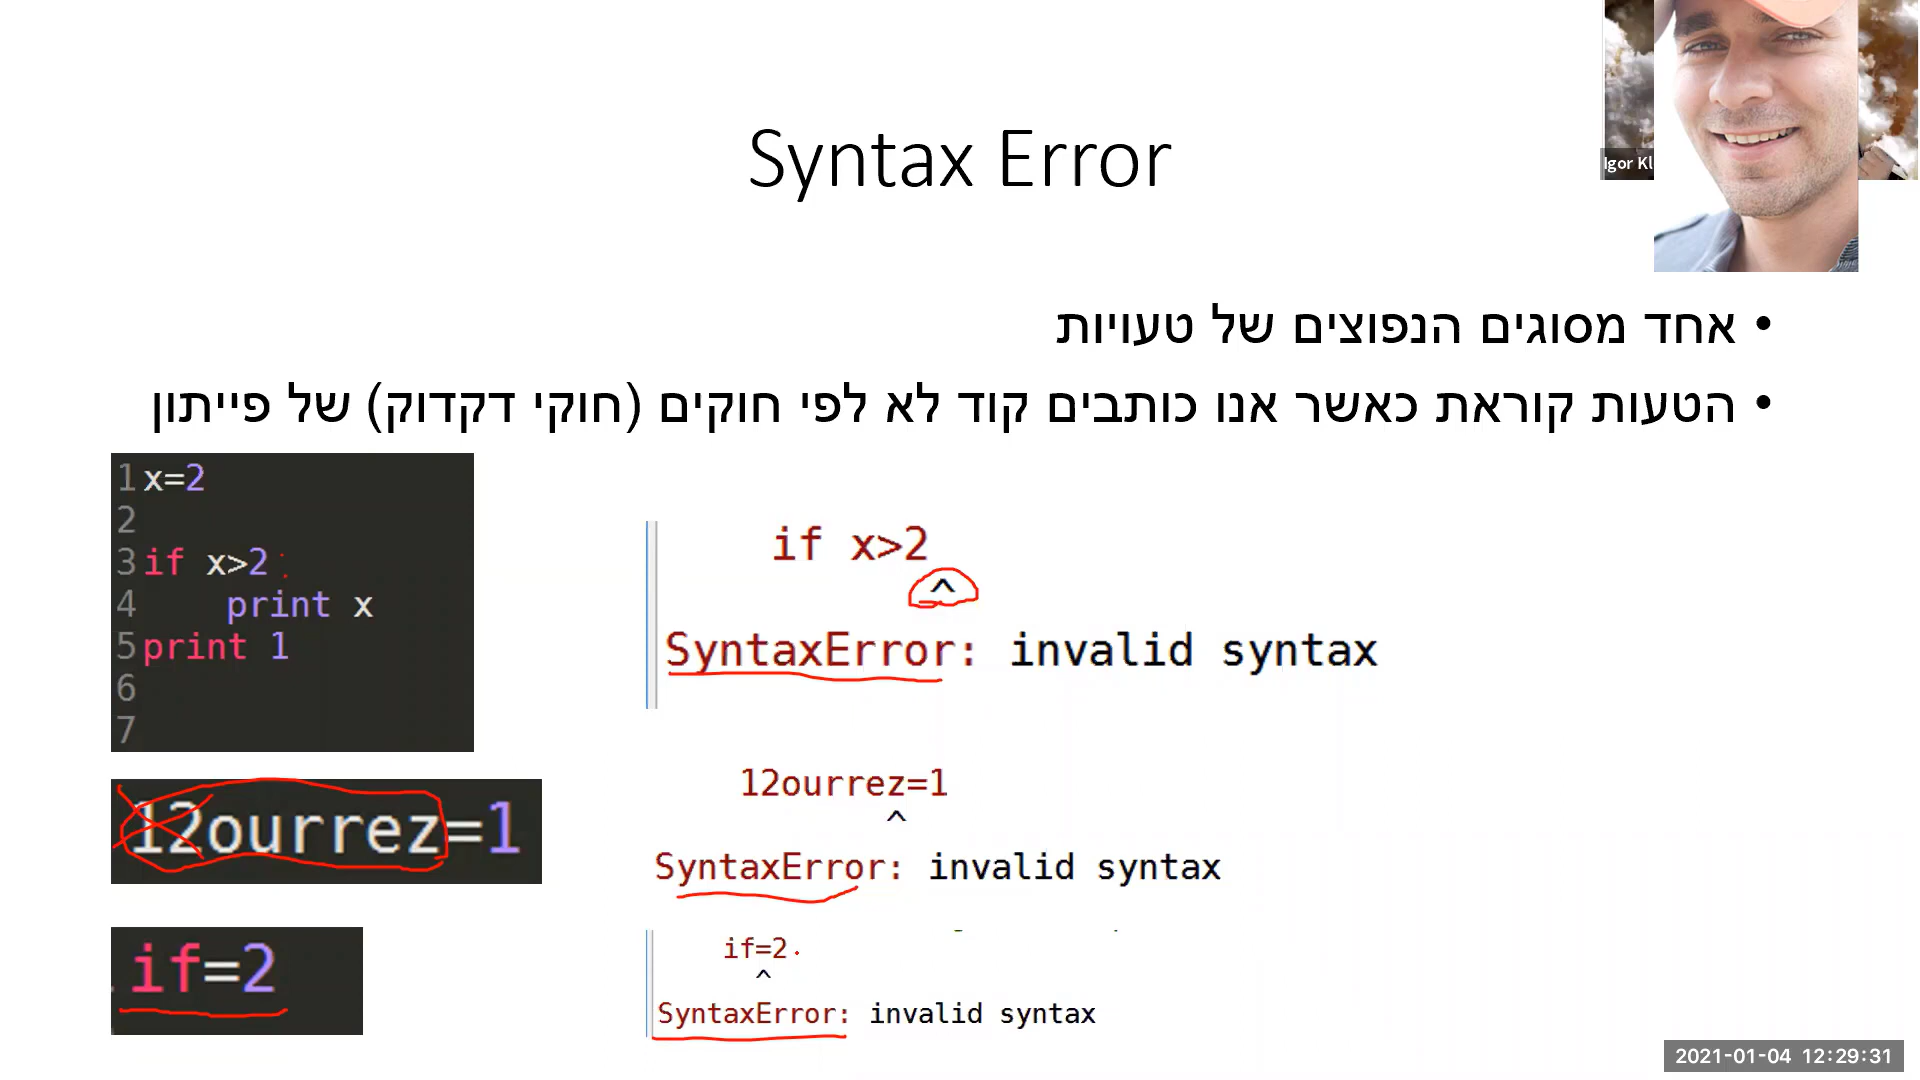 Syntax Error
Igor Kl
אחד מסוגים הנפוצים של טעויות
הטעות קוראת כאשר אנו כותבים קוד לא לפי חוקים (חוקי דקדוק) של פייתון
1 x=2
2
3 if x>2 :
4 print x
5 print 1
6
7
if x>2
^
SyntaxError: invalid syntax
12ourrez=1
12ourrez=1
^
SyntaxError: invalid syntax
if=2
if=2
^
SyntaxError: invalid syntax
2021-01-04 12:29:31